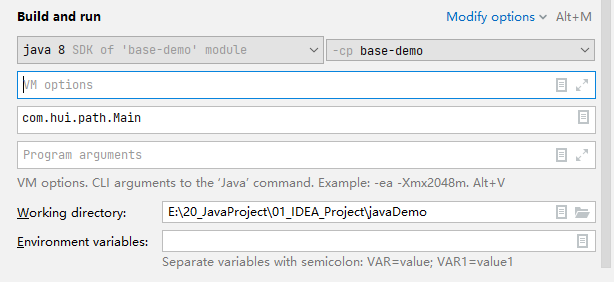 Build and run
Modify options Alt+M
java 8 SDK of 'base-demo' module
-cp base-demo
VM options
com.hui.path.Main
Program arguments
VM options. CLI arguments to the 'Java' command. Example: -ea -Xmx2048m. Alt+V
Working directory: E:\20_JavaProject\01_IDEA_Project\javaDemo
Environment variables:
Separate variables with semicolon: VAR=value; VAR1=value1